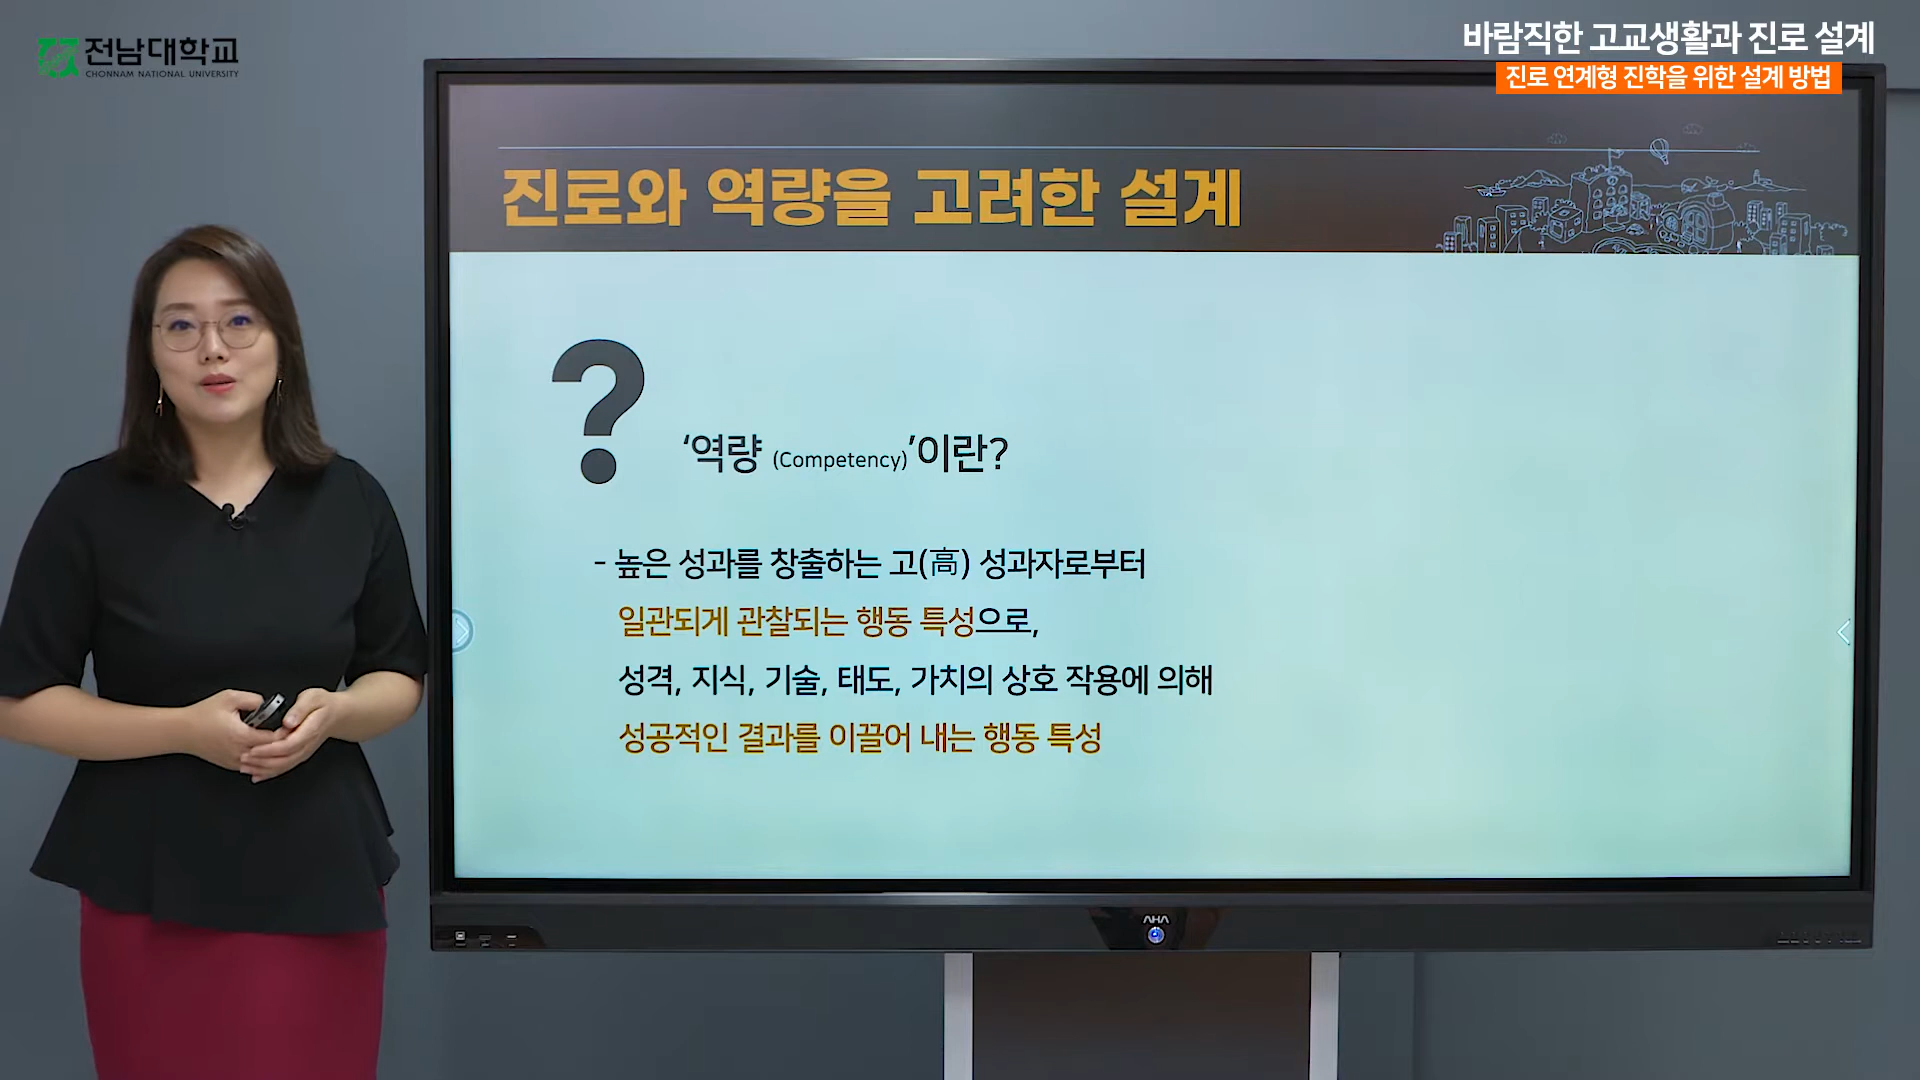 전남대학교
CHONNAM NATIONAL UNIVERSITY
바람직한 고교생활과 진로 설계
진로 연계형 진학을 위한 설계 방법
진로와 역량을 고려한 설계
?
‘역량 (Competency)’이란?
- 높은 성과를 창출하는 고(高) 성과자로부터
일관되게 관찰되는 행동 특성으로,
성격, 지식, 기술, 태도, 가치의 상호 작용에 의해
성공적인 결과를 이끌어 내는 행동 특성
AHA